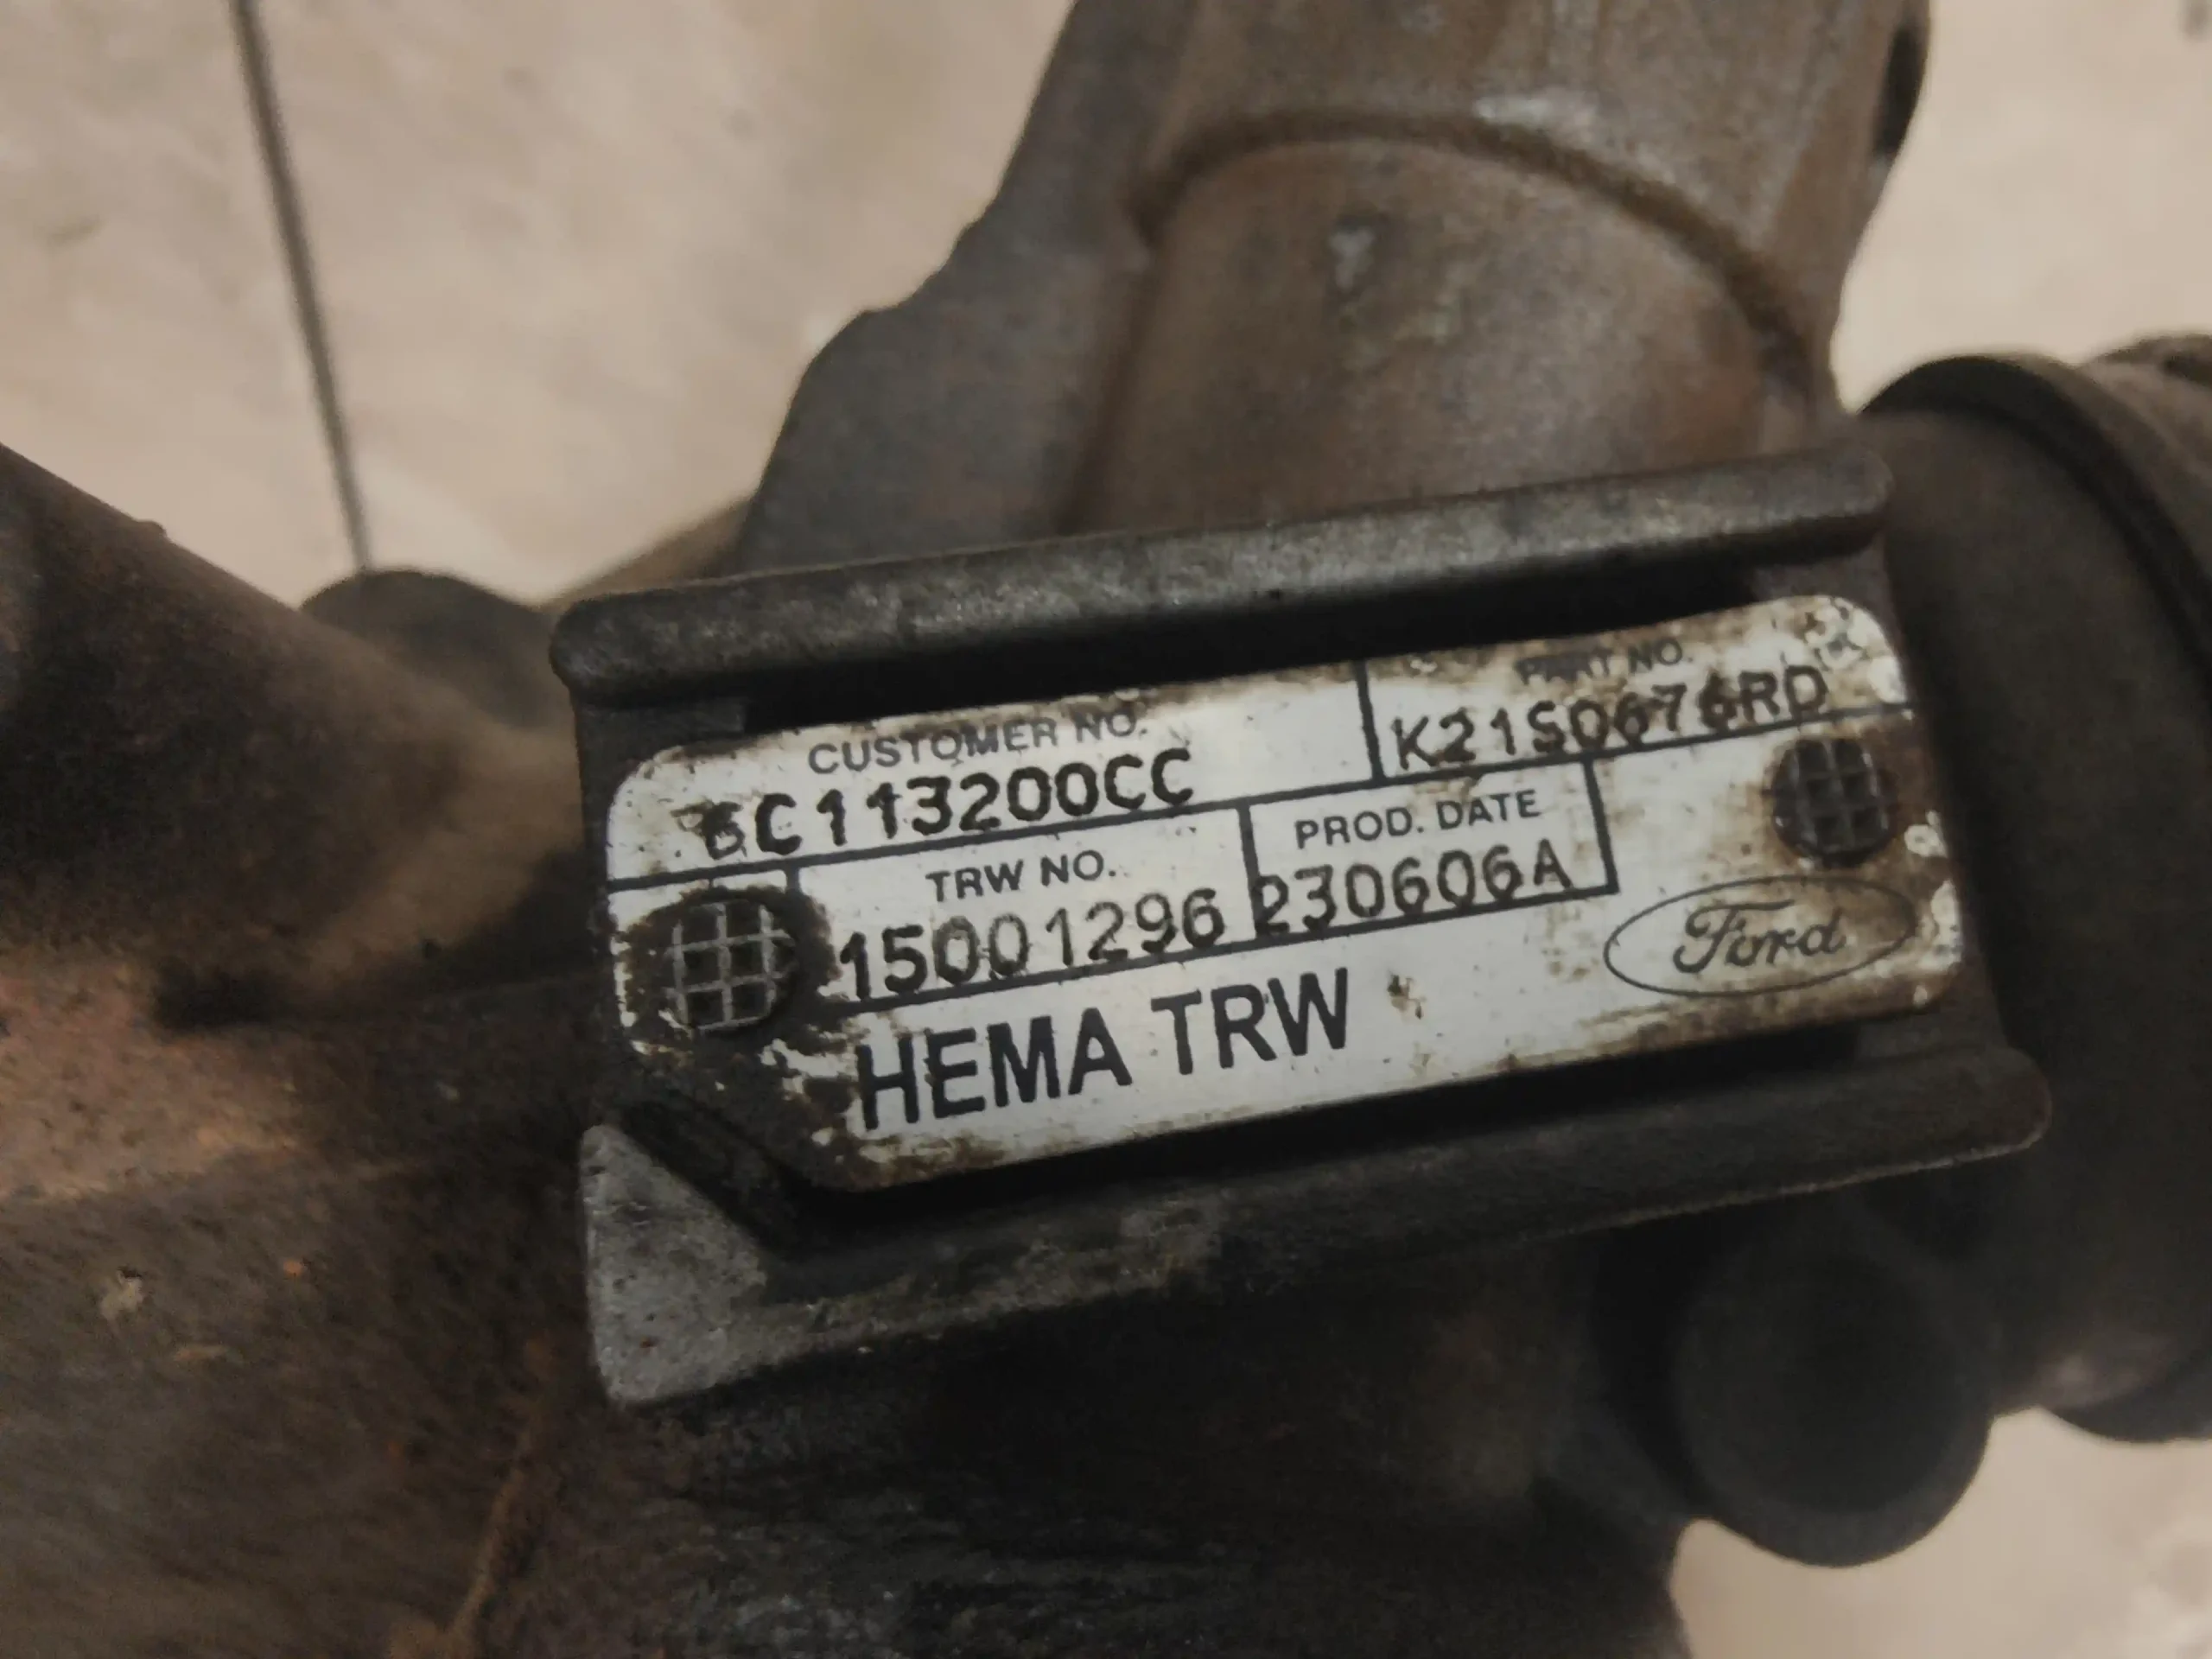 CUSTOMER NO.
6C113200CC
PART NO.
K21S0676RD
TRW NO.
15001296
PROD. DATE
230606A
HEMA TRW
Ford